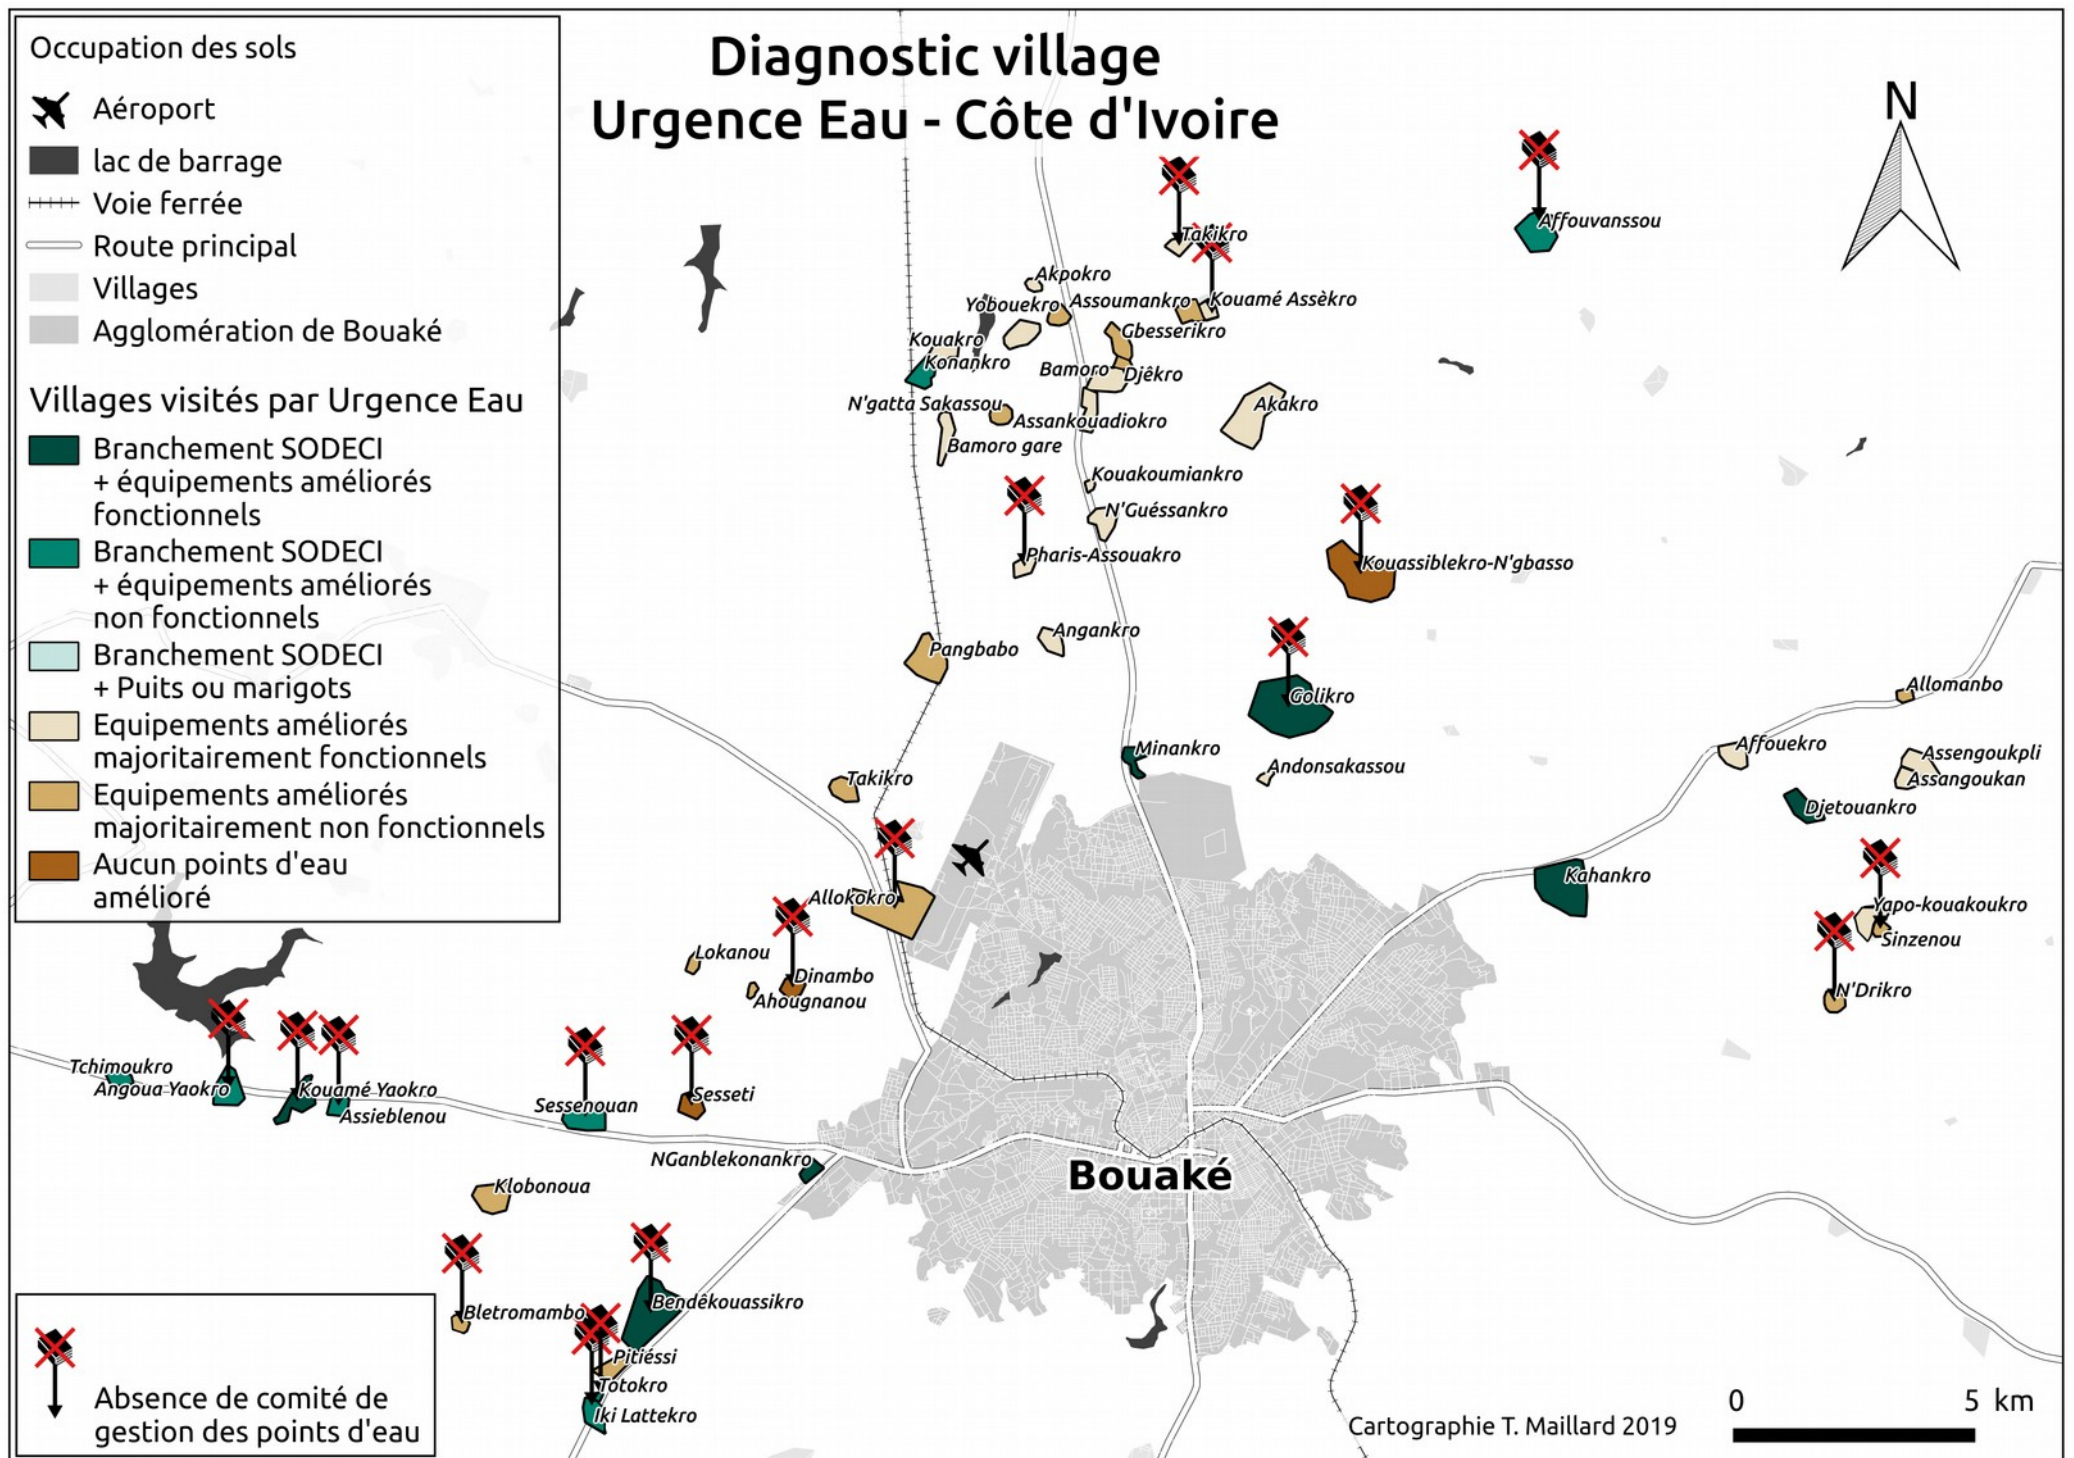 Diagnostic village
Urgence Eau - Côte d'Ivoire
Occupation des sols
Aéroport
lac de barrage
Voie ferrée
Route principal
Villages
Agglomération de Bouaké
Villages visités par Urgence Eau
Branchement SODECI
+ équipements améliorés
fonctionnels
Branchement SODECI
+ équipements améliorés
non fonctionnels
Branchement SODECI
+ Puits ou marigots
Equipements améliorés
majoritairement fonctionnels
Equipements améliorés
majoritairement non fonctionnels
Aucun points d'eau
amélioré
N
Affouvanssou
Takikro
Akpokro
Yobouekro
Assoumankro
Kouamé Assèkro
Gbesserikro
Kouakro
Konankro
Bamoro
Djêkro
N'gatta Sakassou
Akakro
Assankouadiokro
Bamoro gare
Kouakoumiankro
N'Guéssankro
Pharis-Assouakro
Kouassiblekro-N'gbasso
Angankro
Pangbabo
Golikro
Allomanbo
Minankro
Affouekro
Assengoukpli
Andonsakassou
Assangoukan
Takikro
Djetouankro
Kahankro
Allokokro
Yapo-kouakoukro
Sinzenou
Lokanou
Dinambo
N'Drikro
Ahougnanou
Tchimoukro
Angoua Yaokro
Kouamé Yaokro
Assieblenou
Sessenouan
Sesseti
NGanblekonankro
Bouaké
Klobonoua
Bletromambo
Bendêkouassikro
Pitiéssi
Totokro
Iki Lattekro
Absence de comité de
gestion des points d'eau
Cartographie T. Maillard 2019
0 5 km